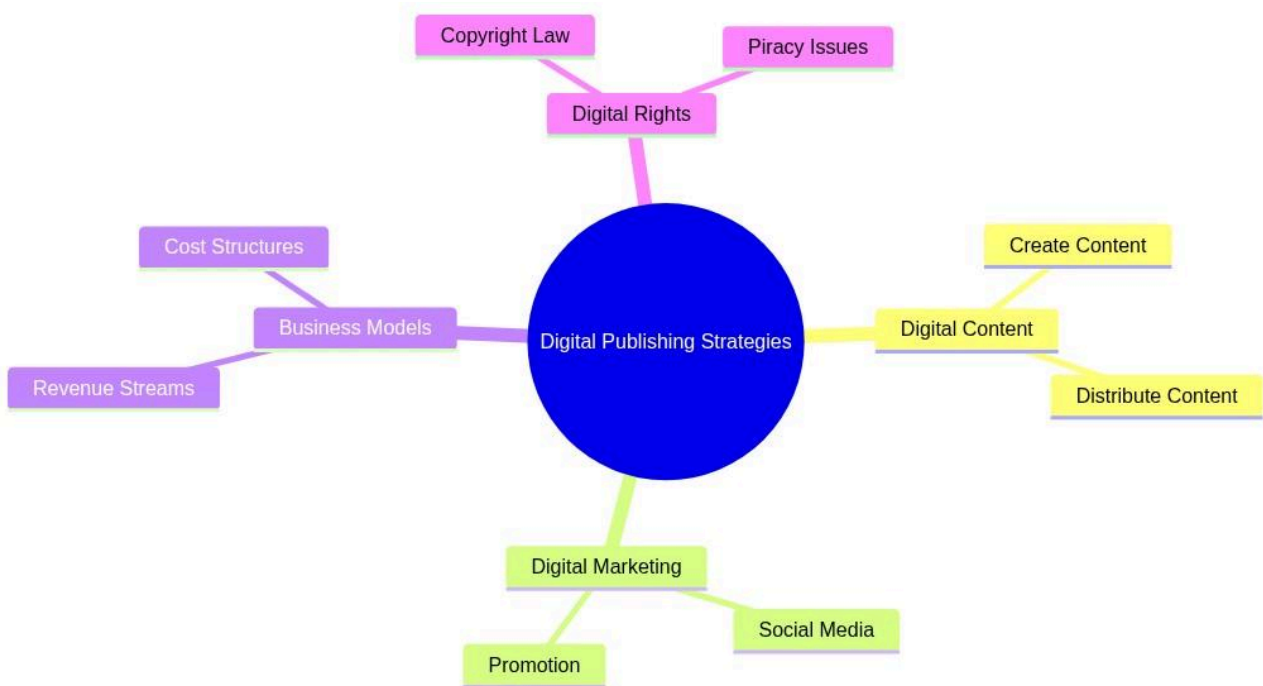 Copyright Law
Piracy Issues
Digital Rights
Cost Structures
Create Content
Business Models
Digital Publishing Strategies
Digital Content
Revenue Streams
Distribute Content
Digital Marketing
Social Media
Promotion